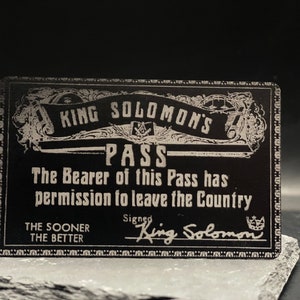 KING SOLOMON'S
PASS
The Bearer of this Pass has
permission to leave the Country
Signed
King Solomon
THE SOONER
THE BETTER